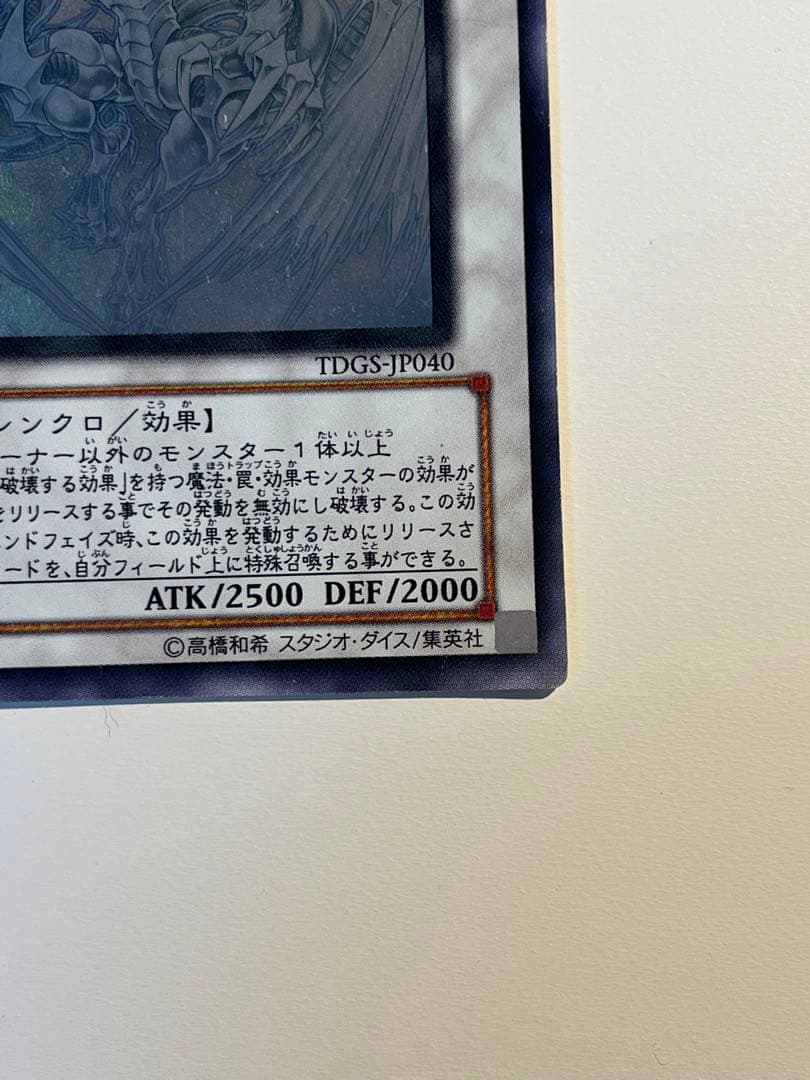 TDGS-JP040
シンクロ/効果】
ーナー以外のモンスター1体以上
破壊する効果」を持つ魔法・罠・効果モンスターの効果が
をリリースする事でその発動を無効にし破壊する。この効
ンドフェイズ時、この効果を発動するためにリリースさ
ードを、自分フィールド上に特殊召喚する事ができる。
ATK/2500 DEF/2000
©高橋和希 スタジオ・ダイス/集英社